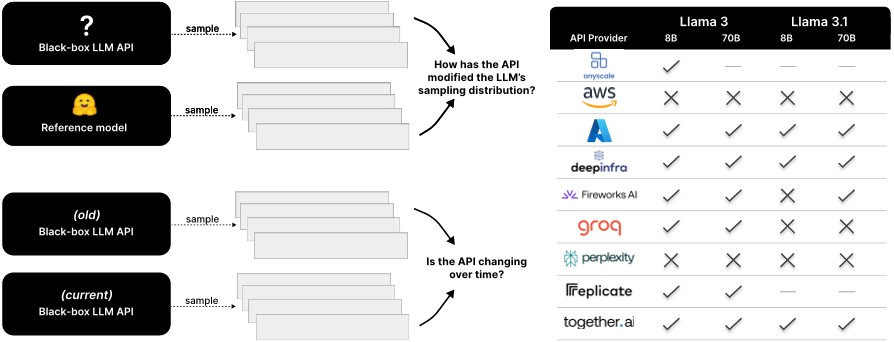 ?
Black-box LLM API
sample
Reference model
sample
How has the API
modified the LLM's
sampling distribution?
(old)
Black-box LLM API
sample
(current)
Black-box LLM API
sample
Is the API changing
over time?
Llama 3 Llama 3.1
API Provider 8B 70B 8B 70B
anyscale
aws
deepinfra
Fireworks AI
groq
perplexity
Replicate
together.ai